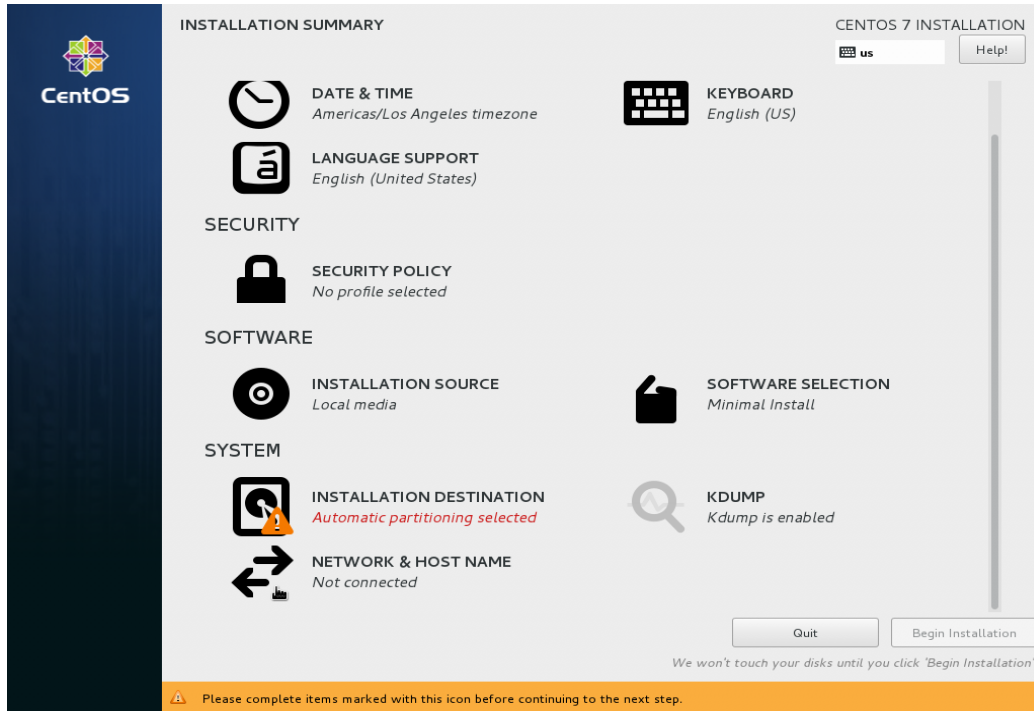 INSTALLATION SUMMARY
CENTOS 7 INSTALLATION
us
Help!
CentOS
DATE & TIME
Americas/Los Angeles timezone
KEYBOARD
English (US)
á
LANGUAGE SUPPORT
English (United States)
SECURITY
SECURITY POLICY
No profile selected
SOFTWARE
INSTALLATION SOURCE
Local media
SOFTWARE SELECTION
Minimal Install
SYSTEM
INSTALLATION DESTINATION
Automatic partitioning selected
KDUMP
Kdump is enabled
NETWORK & HOST NAME
Not connected
Quit
Begin Installation
We won't touch your disks until you click 'Begin Installation'
Please complete items marked with this icon before continuing to the next step.